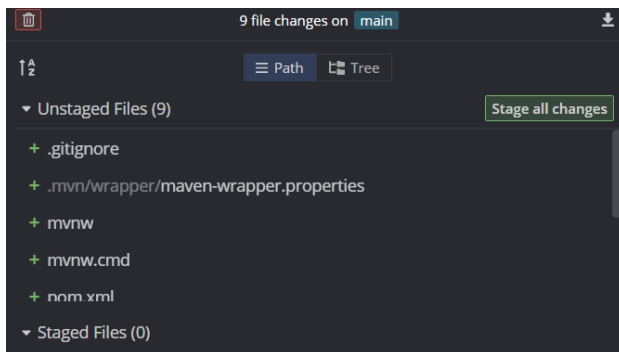 9 file changes on main
A
Z
Path Tree
Unstaged Files (9) Stage all changes
+ .gitignore
+ .mvn/wrapper/maven-wrapper.properties
+ mvnw
+ mvnw.cmd
+ pom.xml
Staged Files (0)